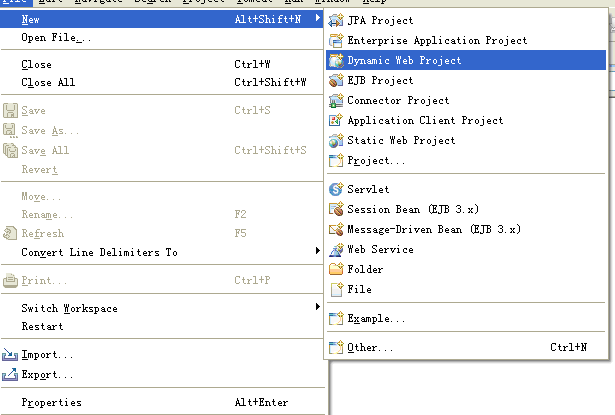 File Edit Navigate Search Project Tomcat Run Window Help
New Alt+Shift+N
Open File...
Close Ctrl+W
Close All Ctrl+Shift+W
Save Ctrl+S
Save As...
Save All Ctrl+Shift+S
Revert
Move...
Rename... F2
Refresh F5
Convert Line Delimiters To
Print... Ctrl+P
Switch Workspace
Restart
Import...
Export...
Properties Alt+Enter
JPA Project
Enterprise Application Project
Dynamic Web Project
EJB Project
Connector Project
Application Client Project
Static Web Project
Project...
Servlet
Session Bean (EJB 3.x)
Message-Driven Bean (EJB 3.x)
Web Service
Folder
File
Example...
Other... Ctrl+N